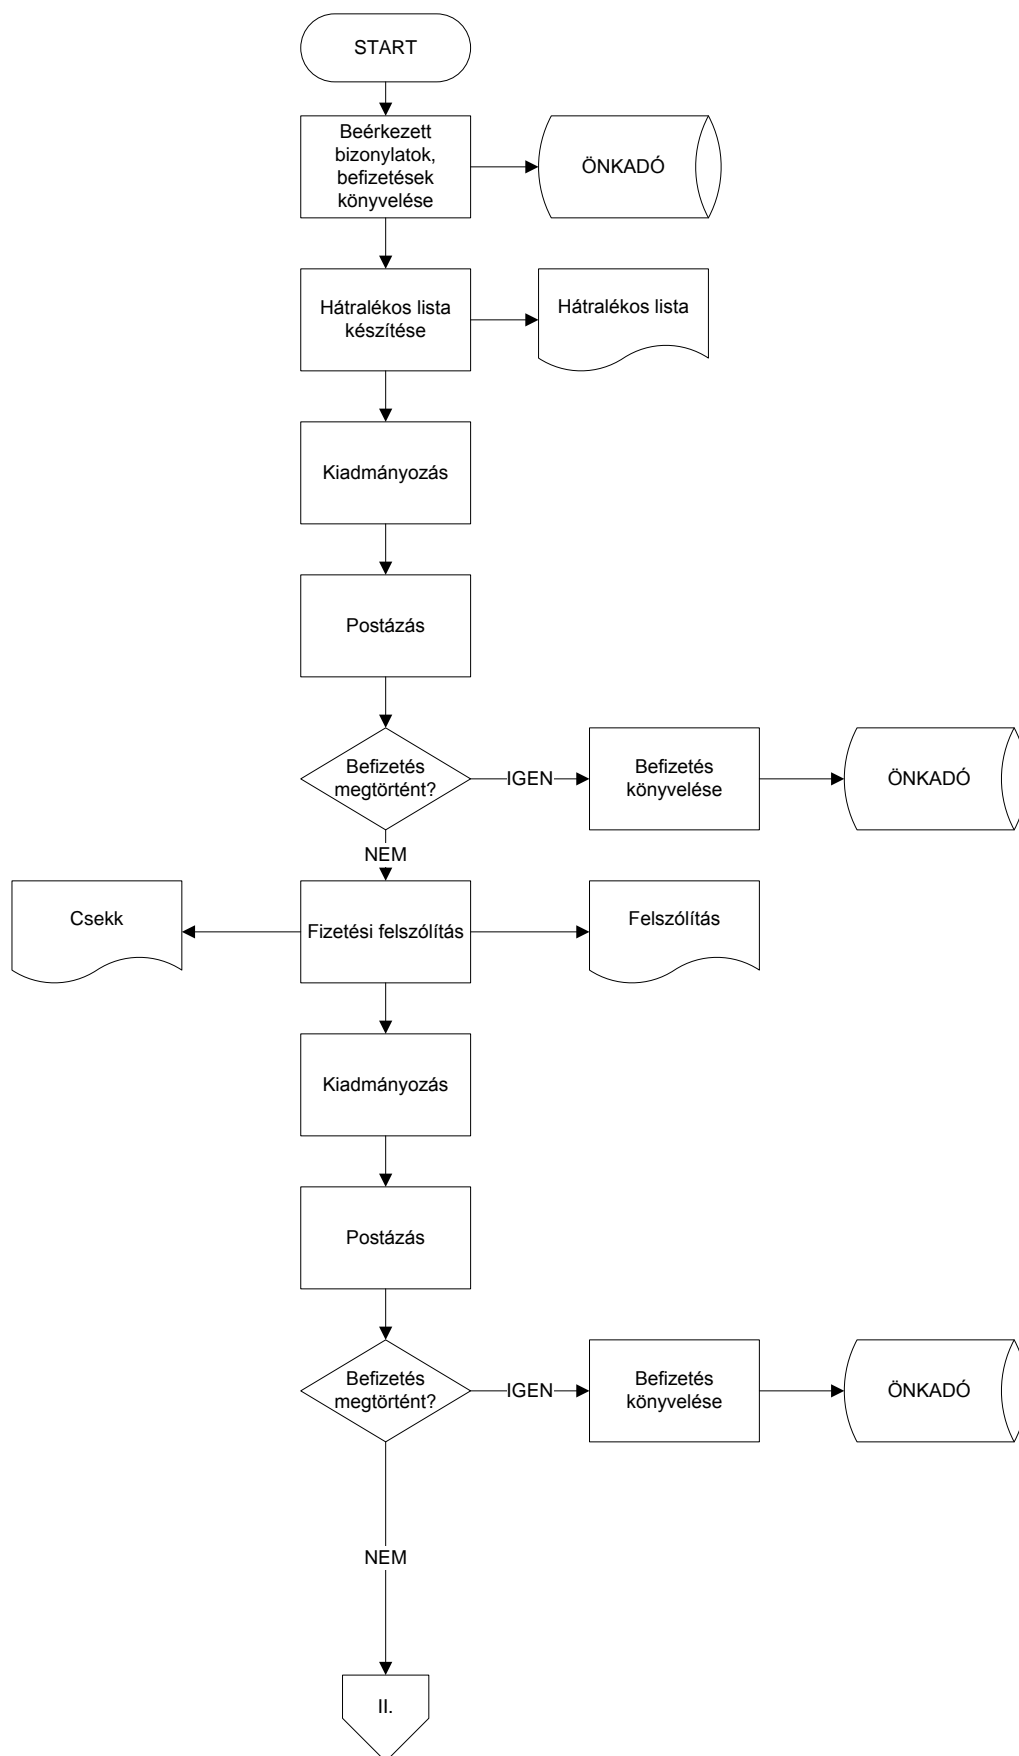 START
Beérkezett
bizonylatok,
befizetések
könyvelése
ÖNKADÓ
Hátralékos lista
készítése
Hátralékos lista
Kiadmányozás
Postázás
Befizetés
megtörtént?
IGEN
Befizetés
könyvelése
ÖNKADÓ
NEM
Csekk
Fizetési felszólítás
Felszólítás
Kiadmányozás
Postázás
Befizetés
megtörtént?
IGEN
Befizetés
könyvelése
ÖNKADÓ
NEM
II.